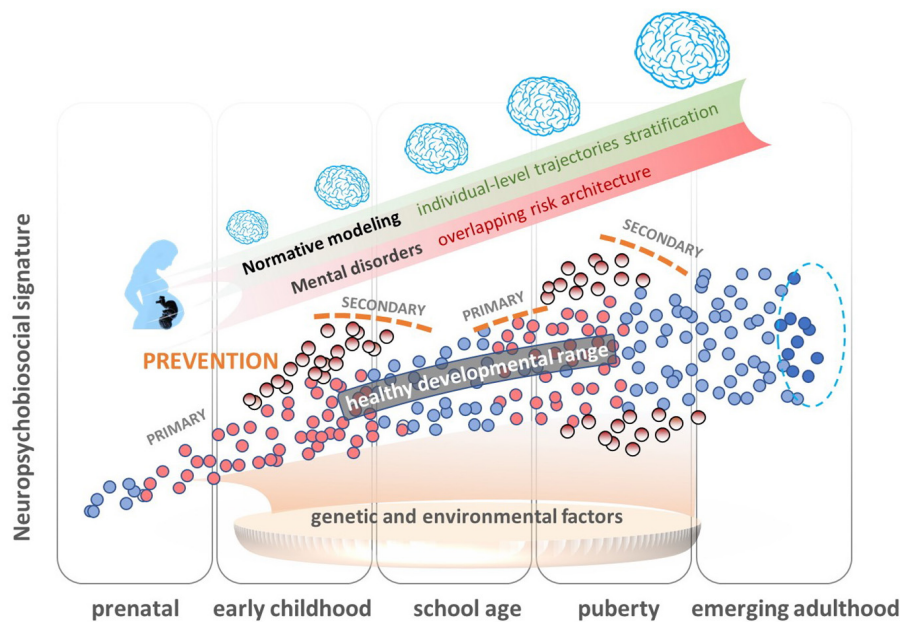 individual-level trajectories stratification
Normative modeling
overlapping risk architecture
Mental disorders
Neuropsychobiosocial signature
SECONDARY
SECONDARY
PRIMARY
PREVENTION
healthy developmental range
PRIMARY
genetic and environmental factors
prenatal
early childhood
school age
puberty
emerging adulthood